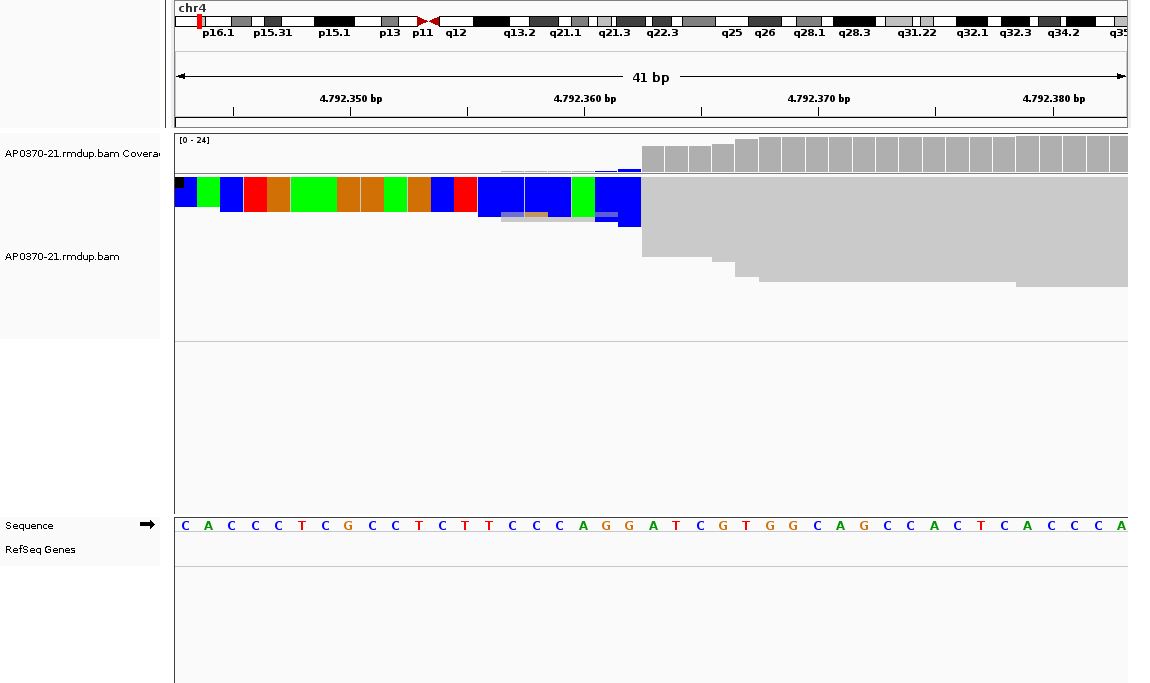 chr4
p16.1 p15.31 p15.1 p13 p11 q12 q13.2 q21.1 q21.3 q22.3 q25 q26 q28.1 q28.3 q31.22 q32.1 q32.3 q34.2 q35
41 bp
4.792.350 bp 4.792.360 bp 4.792.370 bp 4.792.380 bp
[0 - 24]
AP0370-21.rmdup.bam Covera
AP0370-21.rmdup.bam
Sequence C A C C C T C G C C T C T T C C C A G G A T C G T G G C A G C C A C T C A C C C A
RefSeq Genes